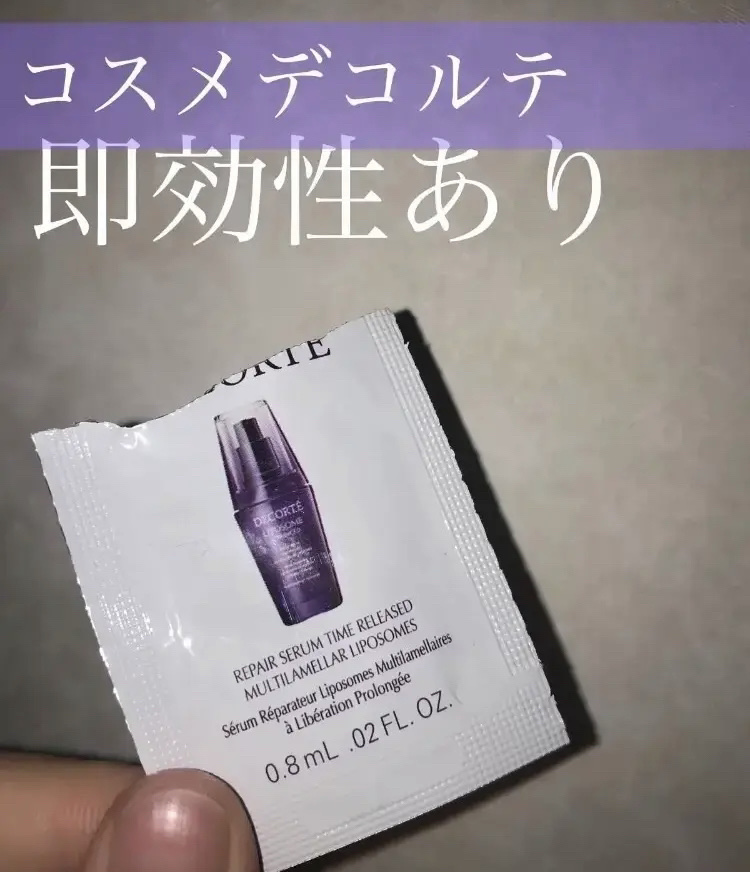 コスメデコルテ
即効性あり
DECORTÉ
LIPOSOME
REPAIR SERUM TIME RELEASED
MULTILAMELLAR LIPOSOMES
Sérum Réparateur Liposomes Multilamellaires
à Libération Prolongée
0.8 mL .02 FL. OZ.